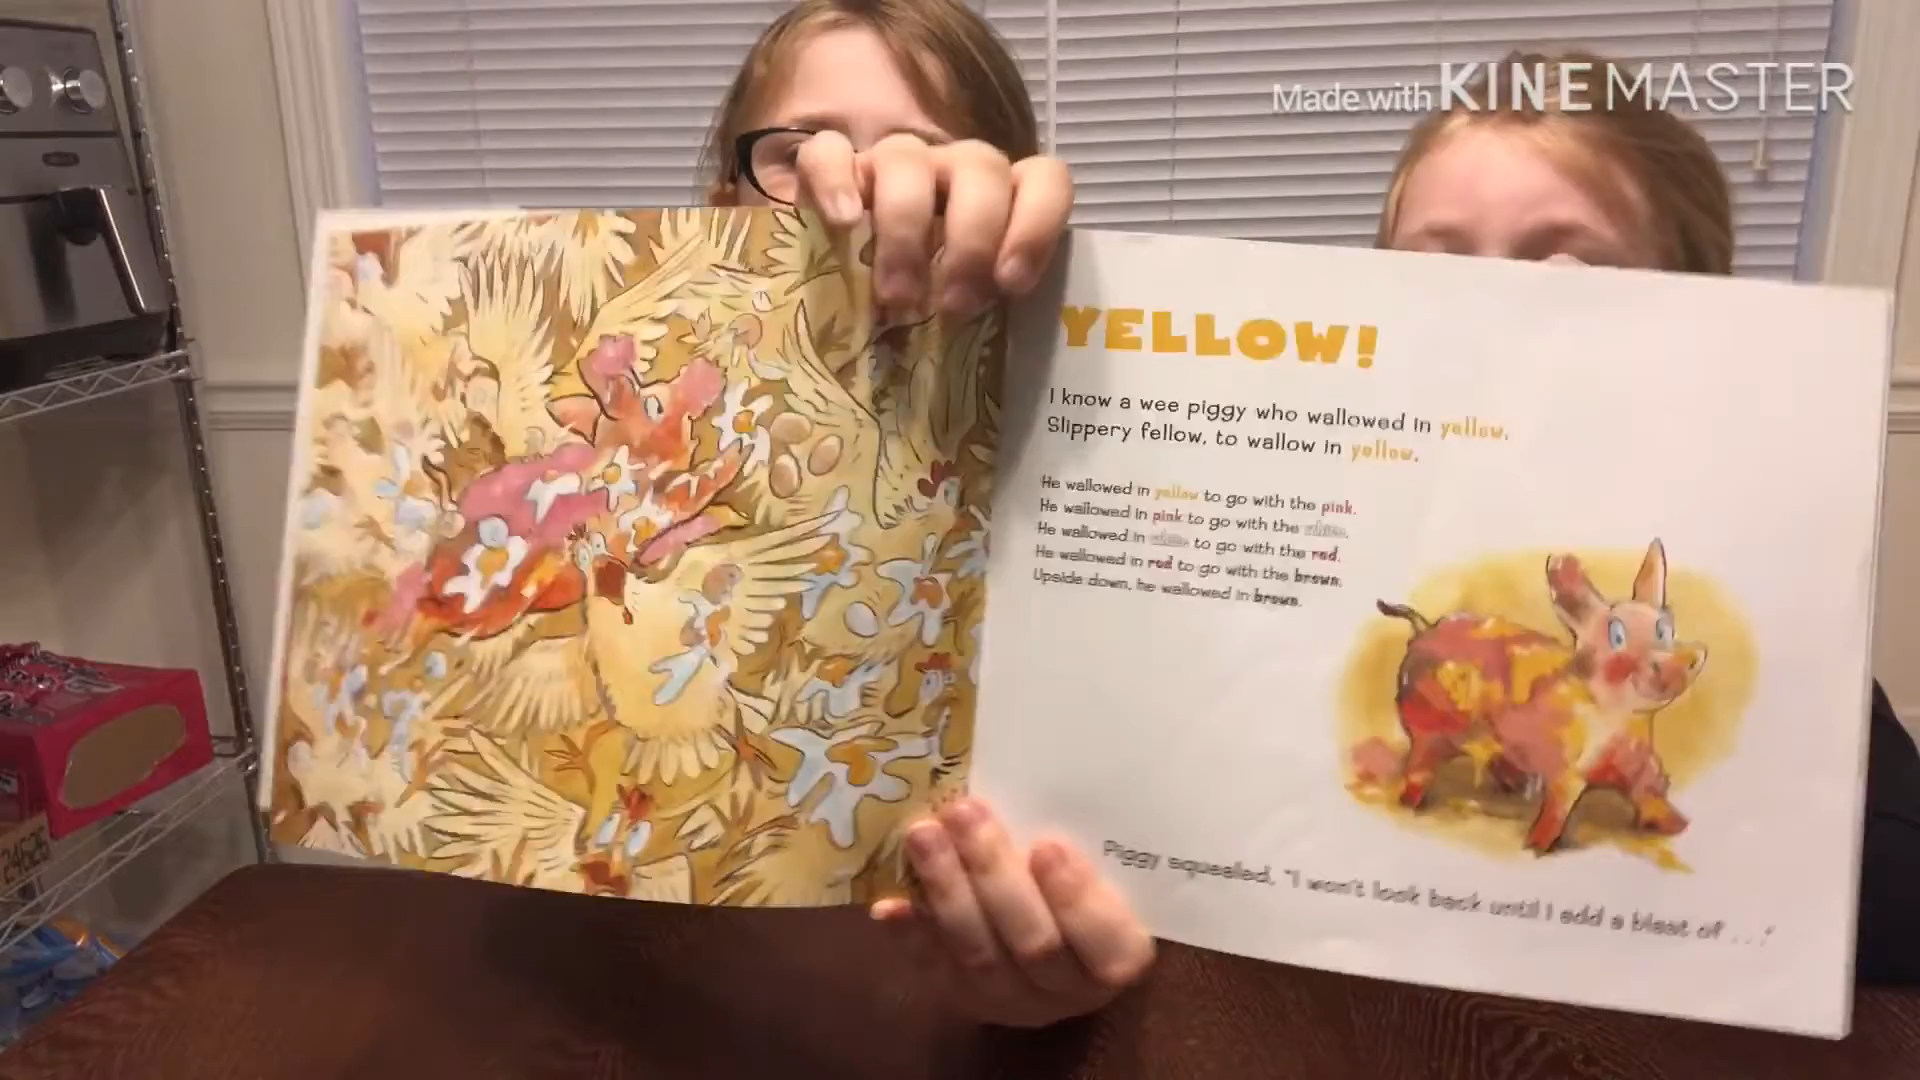 Made with KINEMASTER
YELLOW!
I know a wee piggy who wallowed in yellow.
Slippery fellow, to wallow in yellow.
He wallowed in yellow to go with the pink.
He wallowed in pink to go with the white.
He wallowed in white to go with the red.
He wallowed in red to go with the brown.
Upside down, he wallowed in brown.
Piggy squealed, "I won't look back until I add a blast of . . ."
24626